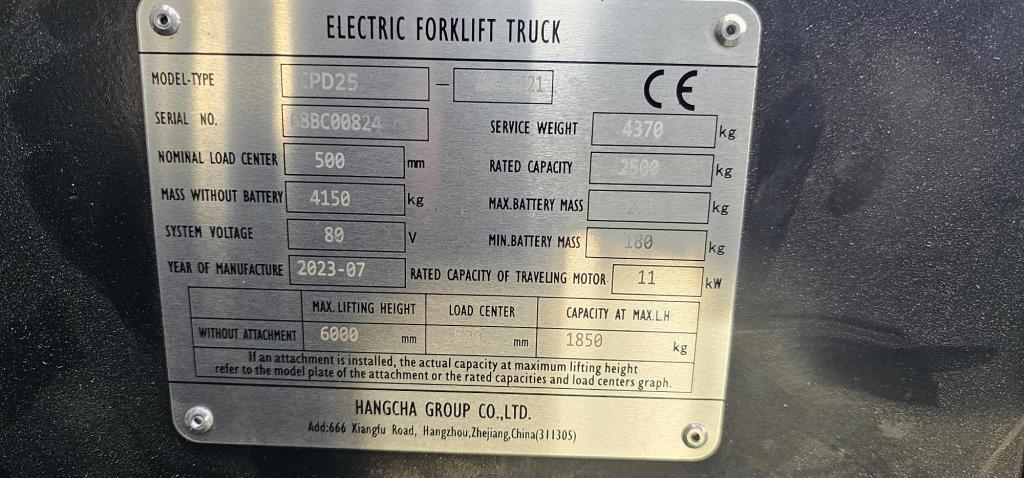 ELECTRIC FORKLIFT TRUCK
MODEL-TYPE CPD25 -
CE
SERIAL NO. BBC00824
SERVICE WEIGHT 4370 kg
NOMINAL LOAD CENTER 500 mm
RATED CAPACITY 2500 kg
MASS WITHOUT BATTERY 4150 kg
MAX.BATTERY MASS kg
SYSTEM VOLTAGE 80 V
MIN.BATTERY MASS 180 kg
YEAR OF MANUFACTURE 2023-07 RATED CAPACITY OF TRAVELING MOTOR 11 kW
MAX. LIFTING HEIGHT LOAD CENTER CAPACITY AT MAX.L.H
WITHOUT ATTACHMENT 6000 mm 500 mm 1850 kg
If an attachment is installed, the actual capacity at maximum lifting height
refer to the model plate of the attachment or the rated capacities and load centers graph.
HANGCHA GROUP CO.,LTD.
Add:666 Xiangfu Road, Hangzhou,Zhejiang,China(311305)